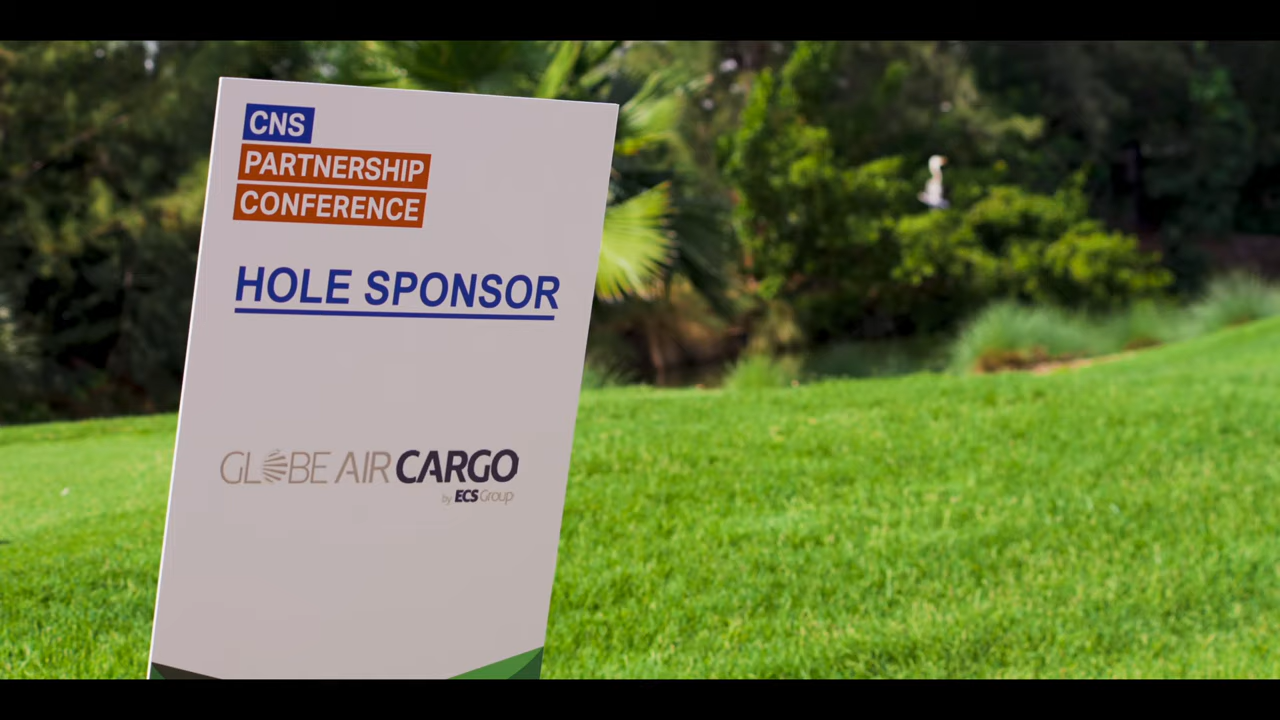 CNS
PARTNERSHIP
CONFERENCE
HOLE SPONSOR
GLOBE AIR CARGO
by ECS Group